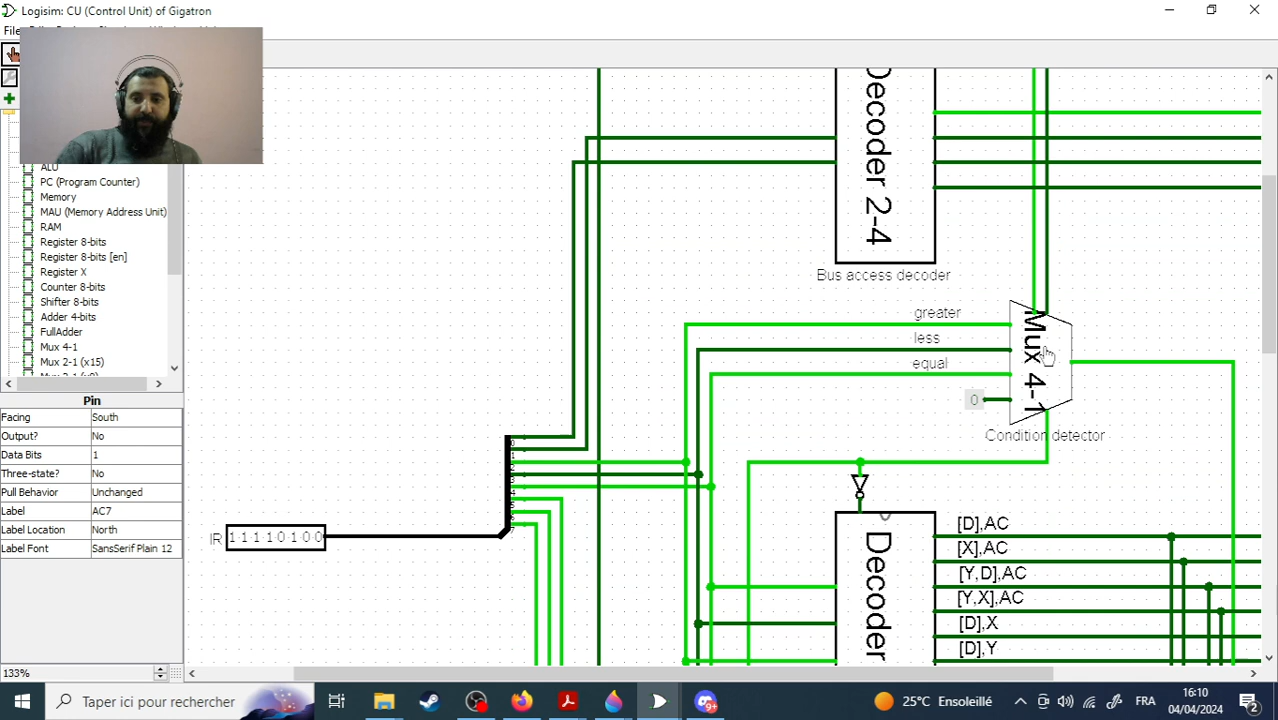 Logisim: CU (Control Unit) of Gigatron
File
ALU
PC (Program Counter)
Memory
MAU (Memory Address Unit)
RAM
Register 8-bits
Register 8-bits [en]
Register X
Counter 8-bits
Shifter 8-bits
Adder 4-bits
FullAdder
Mux 4-1
Mux 2-1 (x15)
Pin
Facing South
Output? No
Data Bits 1
Three-state? No
Pull Behavior Unchanged
Label AC7
Label Location North
Label Font SansSerif Plain 12
133%
Decoder 2-4
Bus access decoder
greater
less
equal
0
Mux 4-1
Condition detector
IR 1 1 1 1 0 1 0 0
Decoder
[D],AC
[X],AC
[Y,D],AC
[Y,X],AC
[D],X
[D],Y
Taper ici pour rechercher
9+
25°C Ensoleillé
FRA
16:10
04/04/2024
2